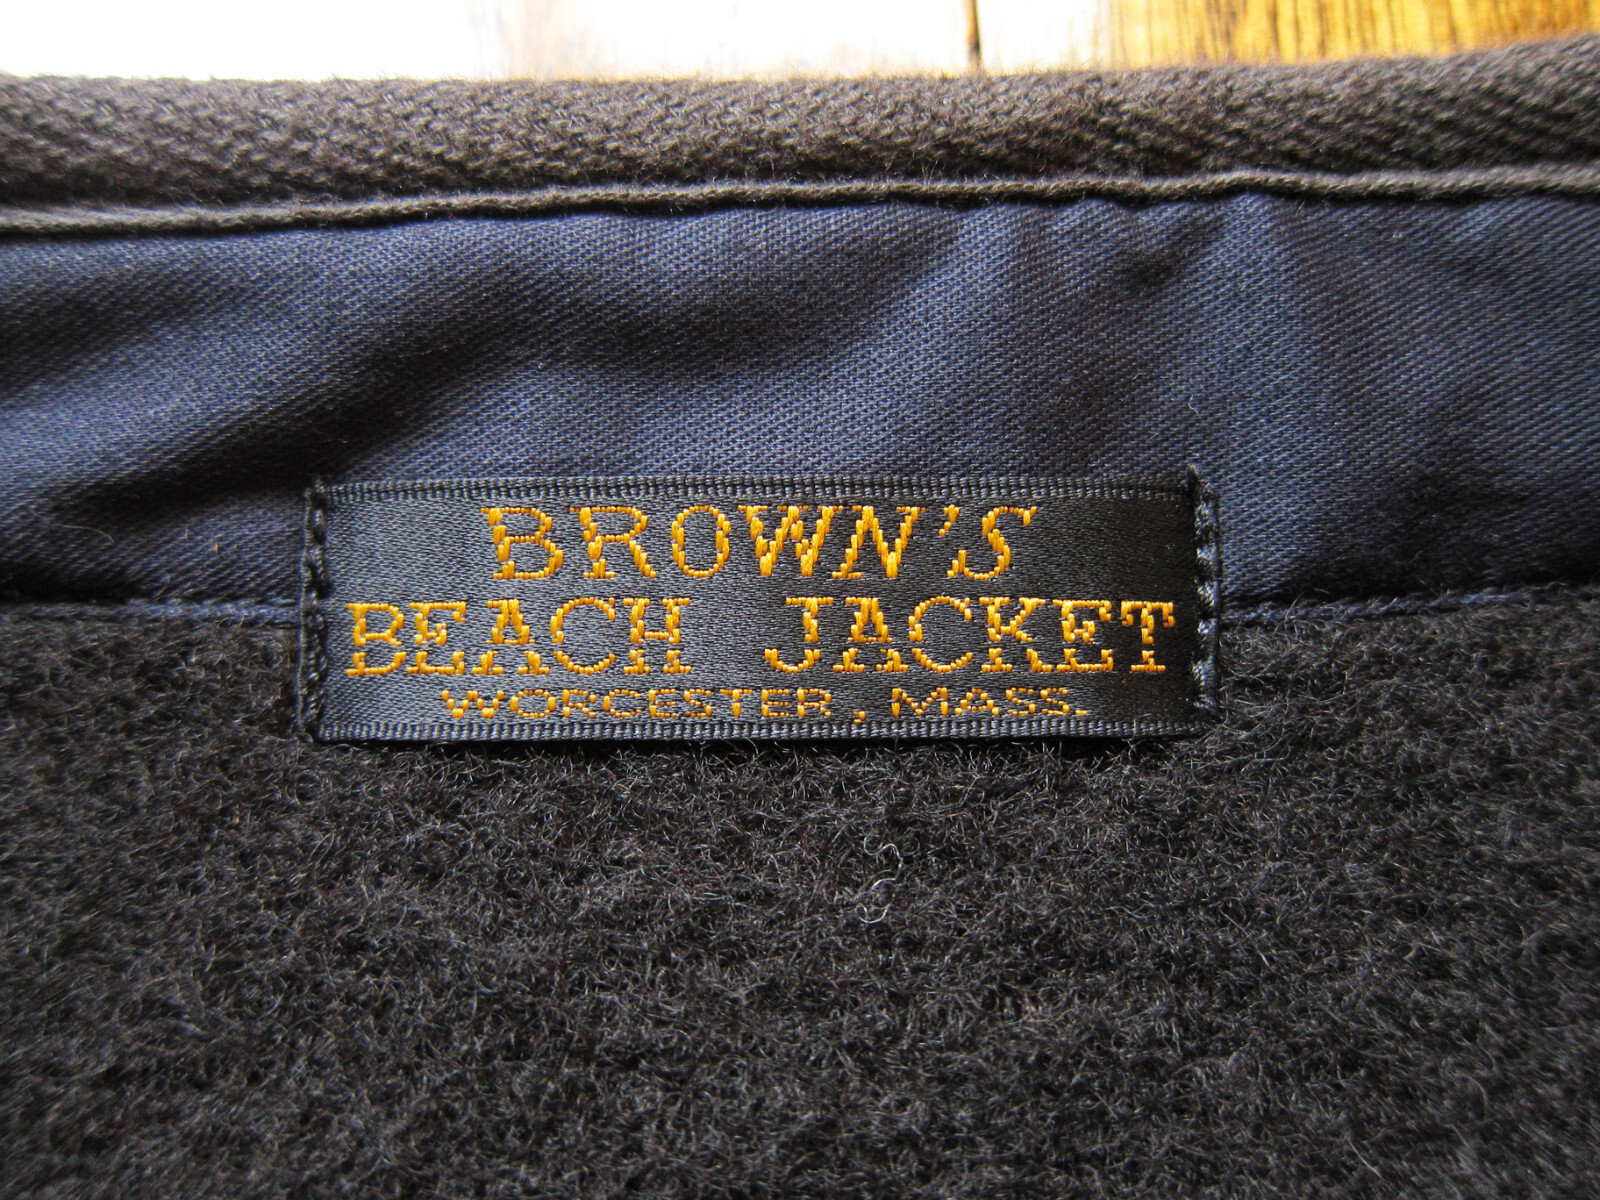 BROWN'S
BEACH JACKET
WORCESTER, MASS.